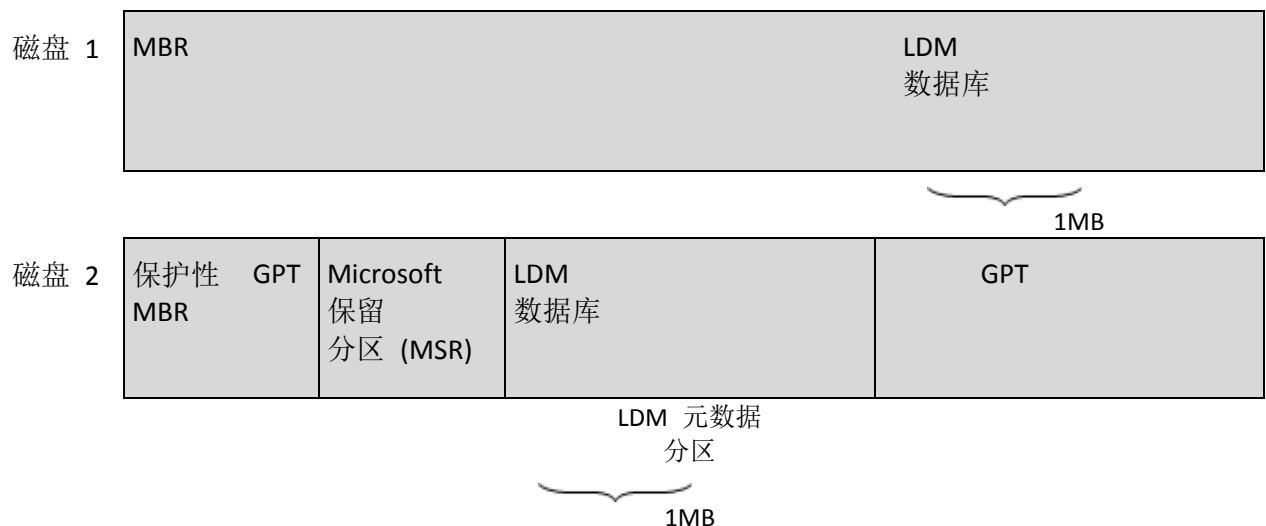 磁盘 1
MBR
LDM
数据库
1MB
磁盘 2
保护性 GPT
MBR
Microsoft
保留
分区 (MSR)
LDM
数据库
GPT
LDM 元数据
分区
1MB